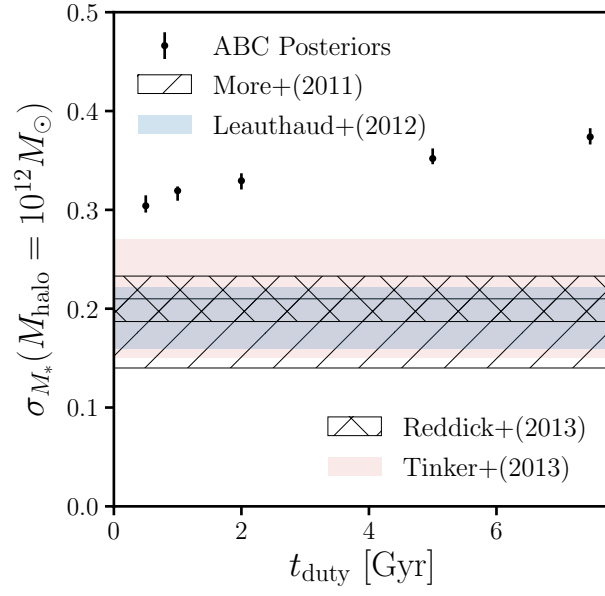 0.5
0.4
0.3
0.2
0.1
0.0
σ_{M_*}(M_halo = 10^{12} M_⊙)
ABC Posteriors
More+(2011)
Leauthaud+(2012)
Reddick+(2013)
Tinker+(2013)
0 2 4 6
t_duty [Gyr]